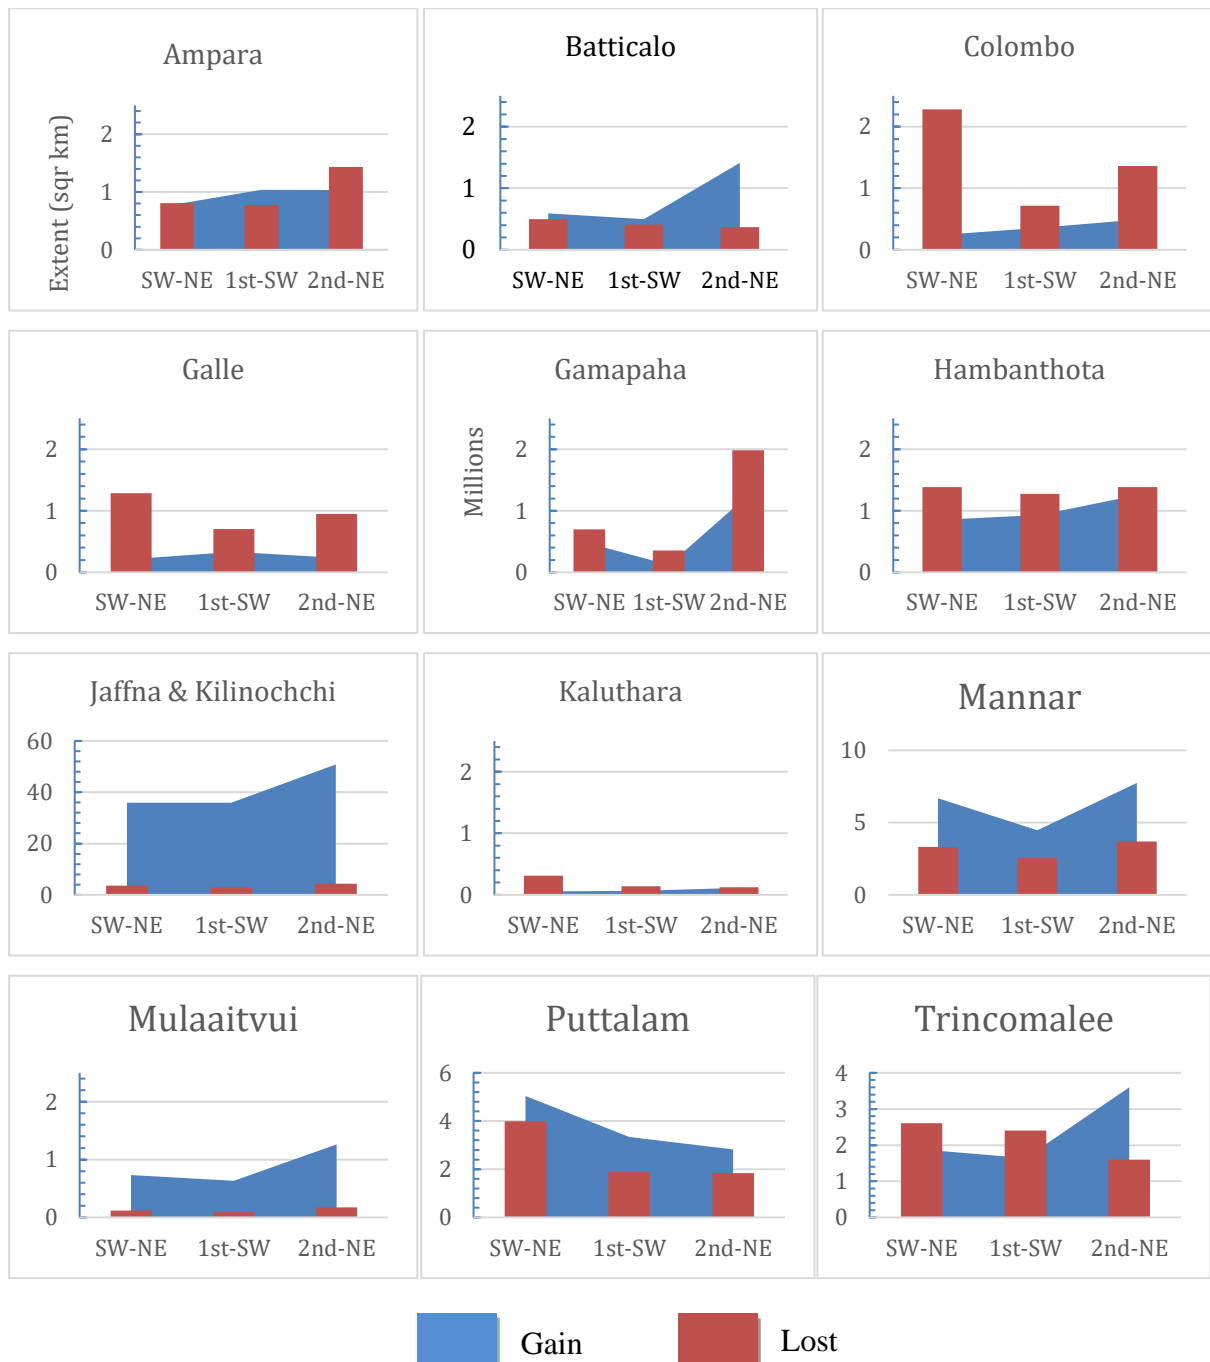 Ampara
Extent (sqr km)
2
1
0
SW-NE 1st-SW 2nd-NE
Batticalo
2
1
0
SW-NE 1st-SW 2nd-NE
Colombo
2
1
0
SW-NE 1st-SW 2nd-NE
Galle
2
1
0
SW-NE 1st-SW 2nd-NE
Gamapaha
Millions
2
1
0
SW-NE 1st-SW 2nd-NE
Hambanthota
2
1
0
SW-NE 1st-SW 2nd-NE
Jaffna & Kilinochchi
60
40
20
0
SW-NE 1st-SW 2nd-NE
Kaluthara
2
1
0
SW-NE 1st-SW 2nd-NE
Mannar
10
5
0
SW-NE 1st-SW 2nd-NE
Mulaaitvui
2
1
0
SW-NE 1st-SW 2nd-NE
Puttalam
6
4
2
0
SW-NE 1st-SW 2nd-NE
Trincomalee
4
3
2
1
0
SW-NE 1st-SW 2nd-NE
Gain Lost